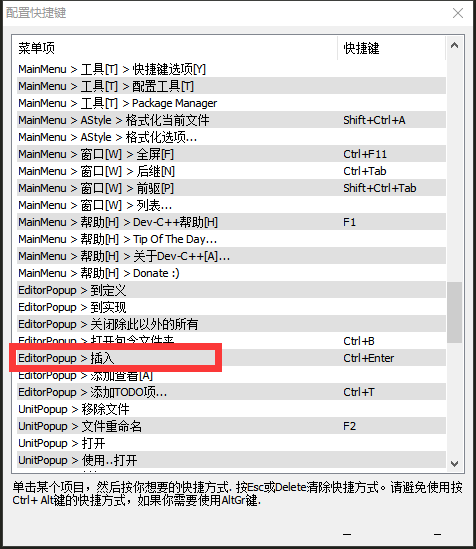 配置快捷键
菜单项 快捷键
MainMenu > 工具[T] > 快捷键选项[Y]
MainMenu > 工具[T] > 配置工具[T]
MainMenu > 工具[T] > Package Manager
MainMenu > AStyle > 格式化当前文件 Shift+Ctrl+A
MainMenu > AStyle > 格式化选项...
MainMenu > 窗口[W] > 全屏[F] Ctrl+F11
MainMenu > 窗口[W] > 后继[N] Ctrl+Tab
MainMenu > 窗口[W] > 前驱[P] Shift+Ctrl+Tab
MainMenu > 窗口[W] > 列表...
MainMenu > 帮助[H] > Dev-C++帮助[H] F1
MainMenu > 帮助[H] > Tip Of The Day...
MainMenu > 帮助[H] > 关于Dev-C++[A]...
MainMenu > 帮助[H] > Donate :)
EditorPopup > 到定义
EditorPopup > 到实现
EditorPopup > 关闭除此以外的所有
EditorPopup > 打开包含文件夹 Ctrl+B
EditorPopup > 插入 Ctrl+Enter
EditorPopup > 添加查看[A]
EditorPopup > 添加TODO项... Ctrl+T
UnitPopup > 移除文件
UnitPopup > 文件重命名 F2
UnitPopup > 打开
UnitPopup > 使用..打开
单击某个项目，然后按你想要的快捷方式. 按Esc或Delete清除快捷方式。请避免使用按
Ctrl+Alt键的快捷方式，如果你需要使用AltGr键.